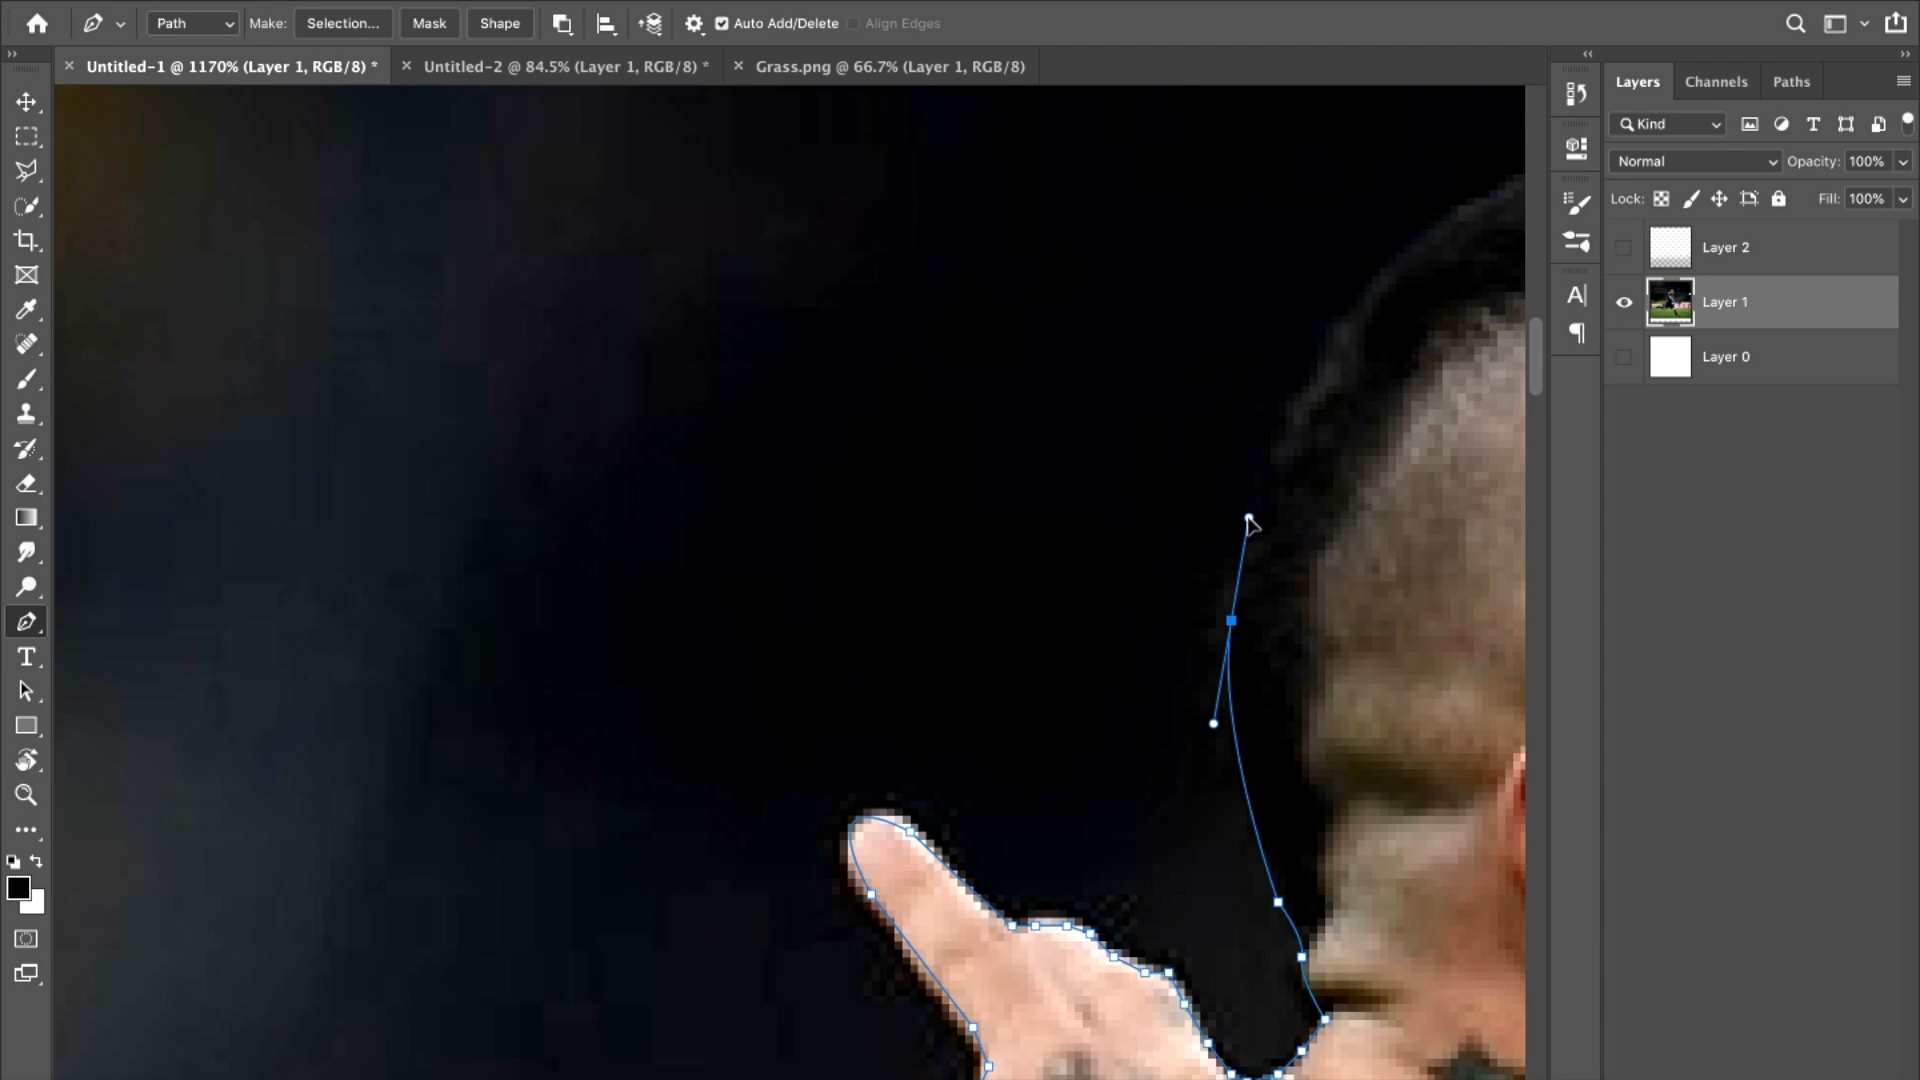 Path Make: Selection... Mask Shape Auto Add/Delete Align Edges
Untitled-1 @ 1170% (Layer 1, RGB/8) * Untitled-2 @ 84.5% (Layer 1, RGB/8) * Grass.png @ 66.7% (Layer 1, RGB/8)
Layers Channels Paths
Kind
Normal Opacity: 100%
Lock: Fill: 100%
Layer 2
Layer 1
Layer 0